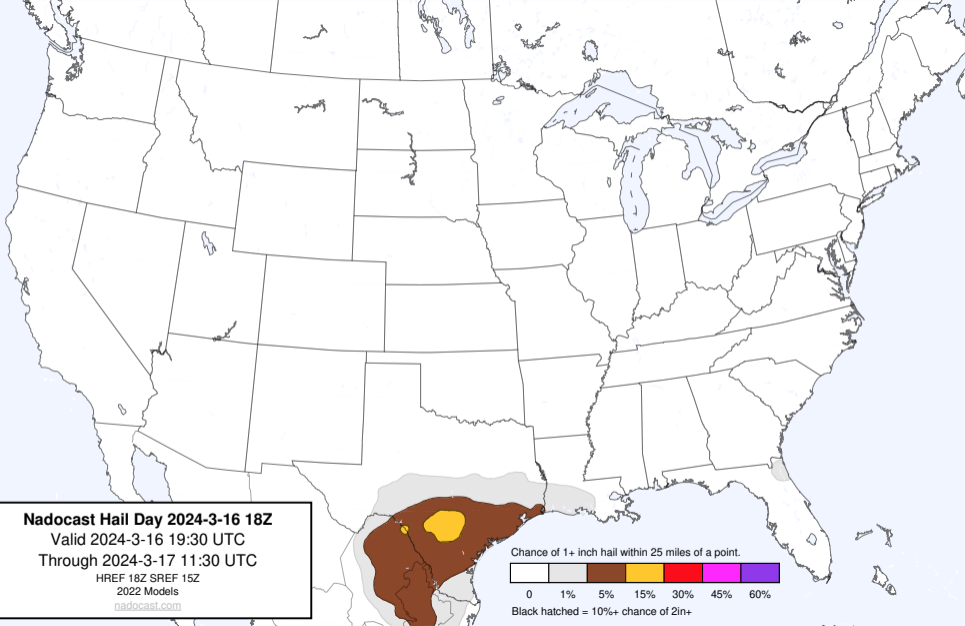 Nadocast Hail Day 2024-3-16 18Z
Valid 2024-3-16 19:30 UTC
Through 2024-3-17 11:30 UTC
HREF 18Z SREF 15Z
2022 Models
nadocast.com
Chance of 1+ inch hail within 25 miles of a point.
0 1% 5% 15% 30% 45% 60%
Black hatched = 10%+ chance of 2in+